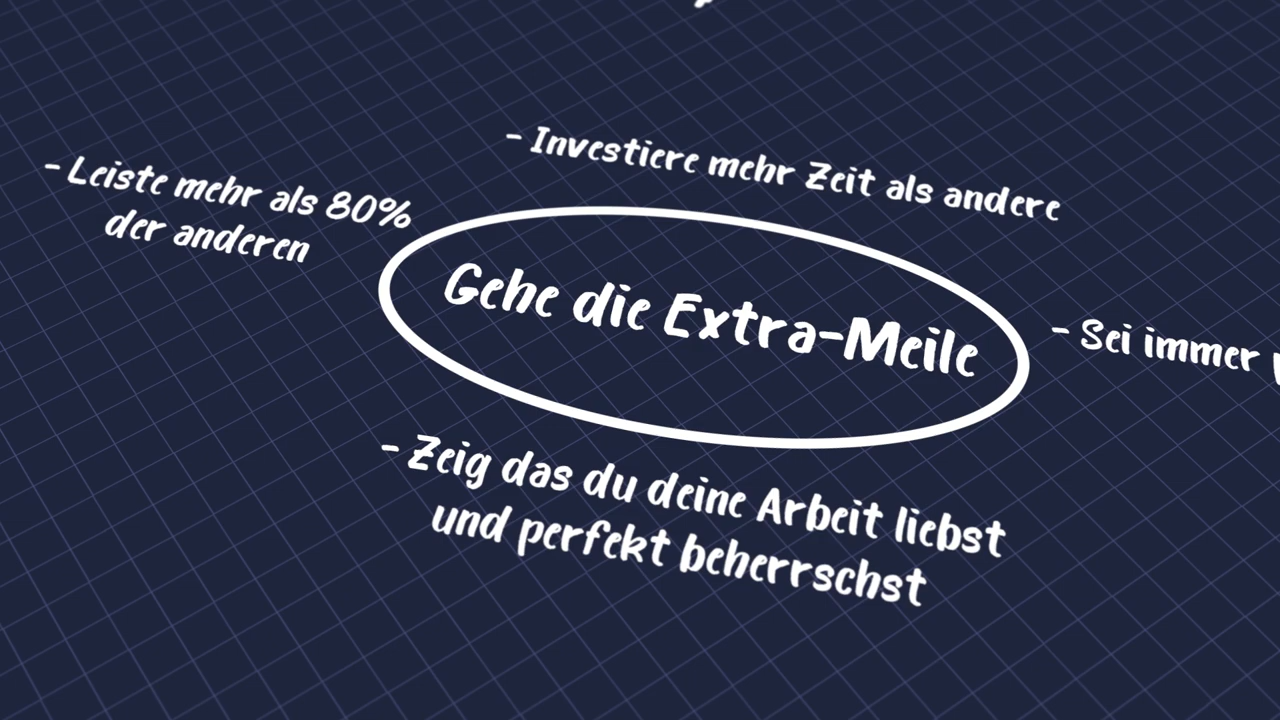 - Investiere mehr Zeit als andere
- Leiste mehr als 80%
der anderen
Gehe die Extra-Meile
- Sei immer
- Zeig das du deine Arbeit liebst
und perfekt beherrschst